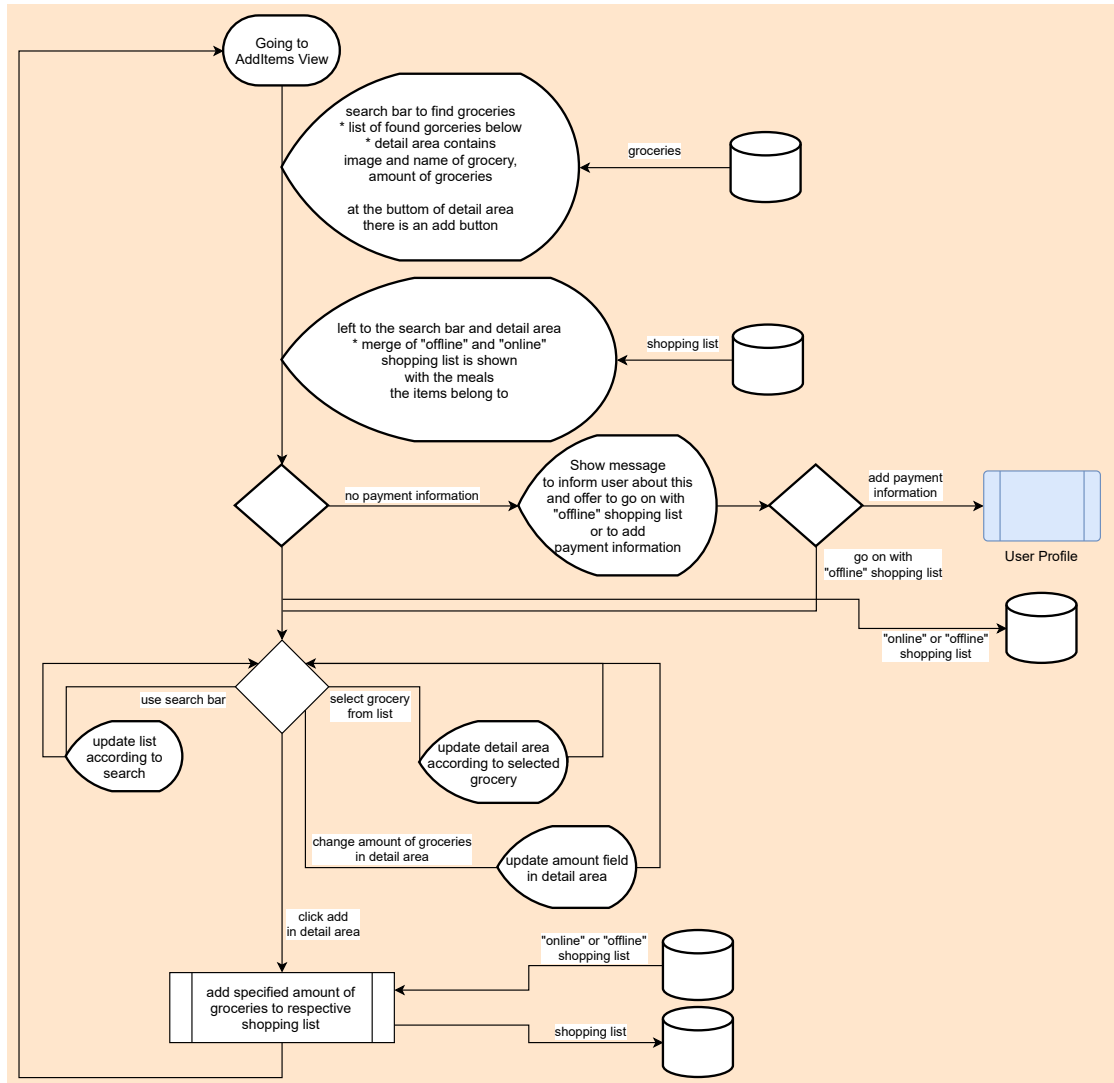 Going to
AddItems View
search bar to find groceries
* list of found gorceries below
* detail area contains
image and name of grocery,
amount of groceries
at the buttom of detail area
there is an add button
groceries
left to the search bar and detail area
* merge of "offline" and "online"
shopping list is shown
with the meals
the items belong to
shopping list
no payment information
Show message
to inform user about this
and offer to go on with
"offline" shopping list
or to add
payment information
add payment
information
User Profile
go on with
"offline" shopping list
"online" or "offline"
shopping list
use search bar
select grocery
from list
update list
according to
search
update detail area
according to selected
grocery
change amount of groceries
in detail area
update amount field
in detail area
click add
in detail area
"online" or "offline"
shopping list
add specified amount of
groceries to respective
shopping list
shopping list